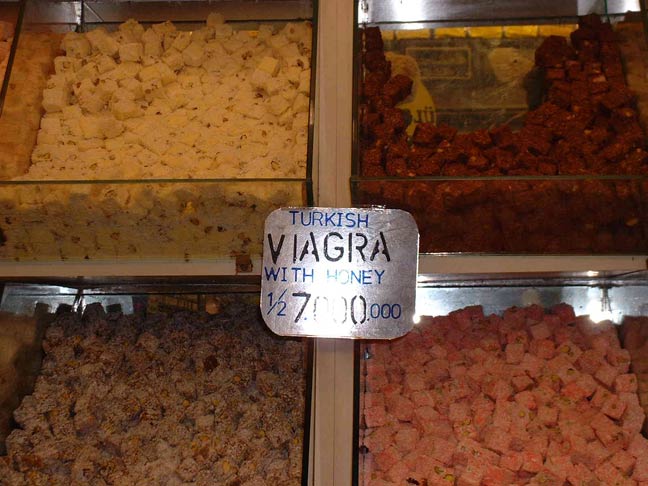 TURKISH
VIAGRA
WITH HONEY
1/2 7.000.000